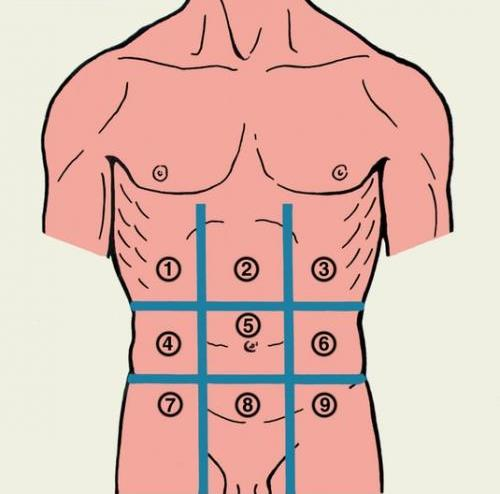 ① ② ③
④ ⑤ ⑥
⑦ ⑧ ⑨